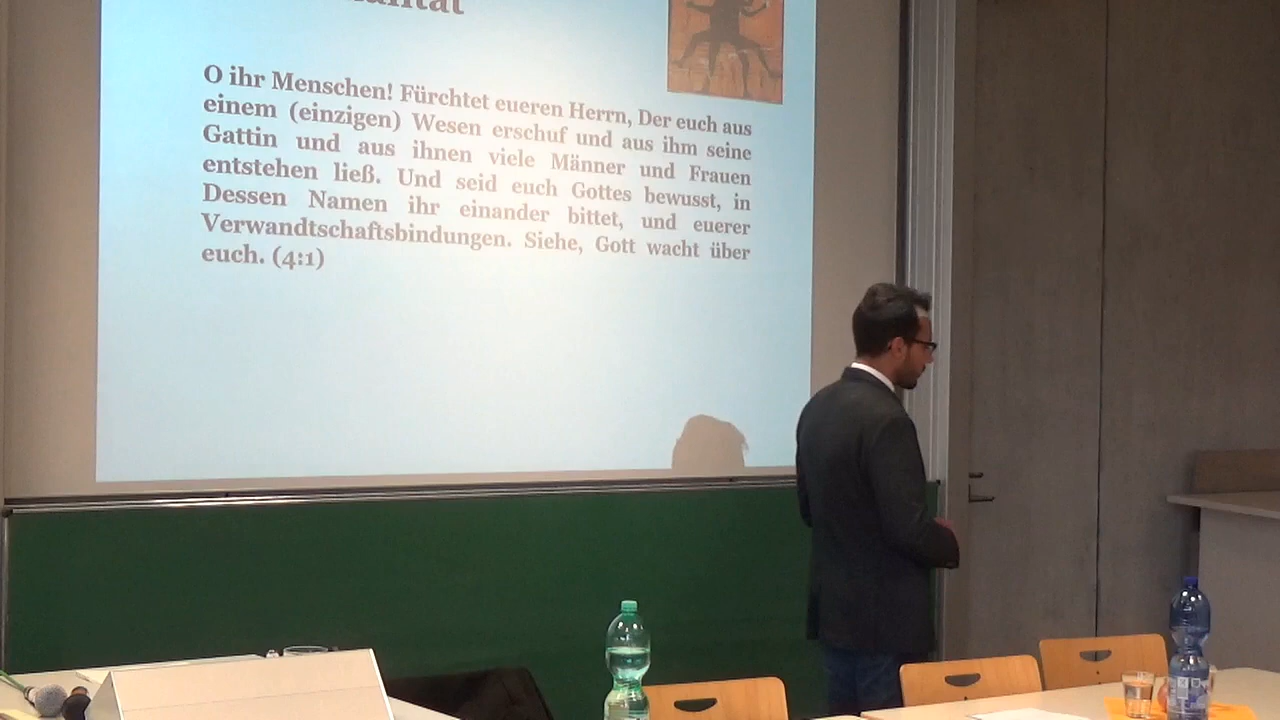 O ihr Menschen! Fürchtet eueren Herrn, Der euch aus
einem (einzigen) Wesen erschuf und aus ihm seine
Gattin und aus ihnen viele Männer und Frauen
entstehen ließ. Und seid euch Gottes bewusst, in
Dessen Namen ihr einander bittet, und euerer
Verwandtschaftsbindungen. Siehe, Gott wacht über
euch. (4:1)